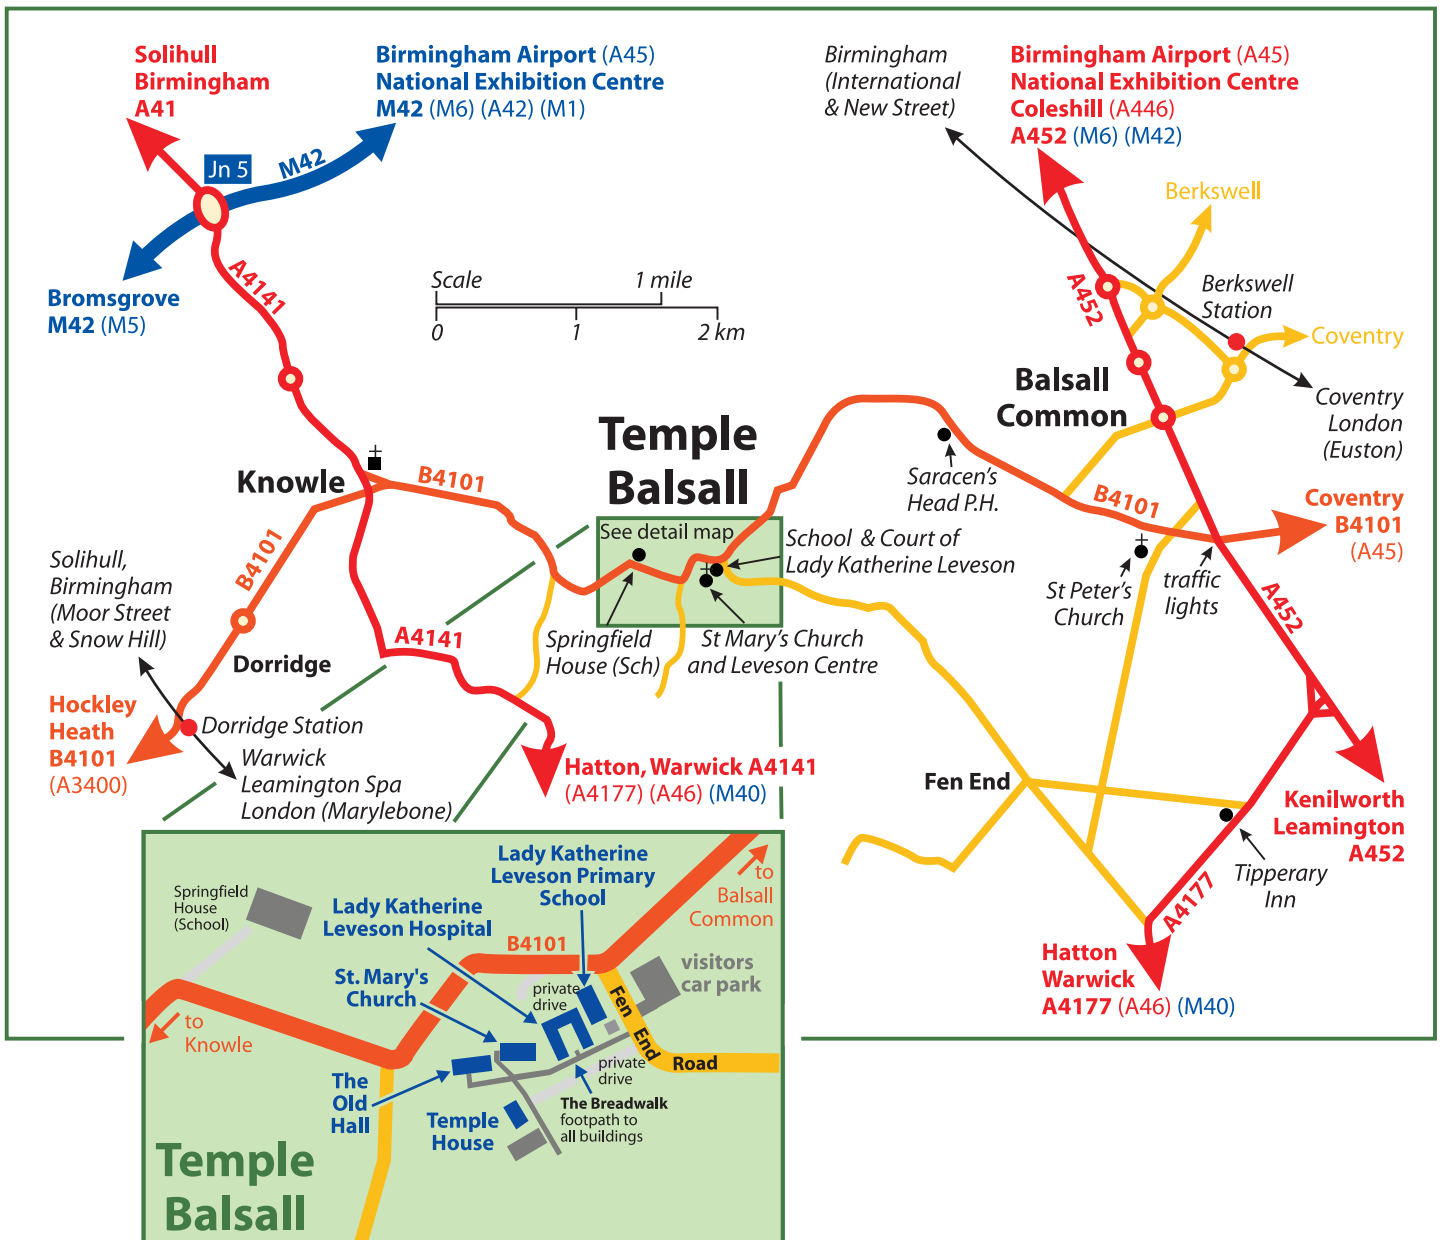 Solihull
Birmingham
A41
Birmingham Airport (A45)
National Exhibition Centre
M42 (M6) (A42) (M1)
Birmingham
(International
& New Street)
Birmingham Airport (A45)
National Exhibition Centre
Coleshill (A446)
A452 (M6) (M42)
Jn 5
M42
Berkswell
A4141
Bromsgrove
M42 (M5)
Scale
1 mile
0
1
2 km
A452
Berkswell
Station
Coventry
Balsall
Common
Coventry
London
(Euston)
Temple
Balsall
Knowle
B4101
Saracen's
Head P.H.
B4101
Coventry
B4101
(A45)
See detail map
School & Court of
Lady Katherine Leveson
Solihull,
Birmingham
(Moor Street
& Snow Hill)
B4101
St Peter's
Church
traffic
lights
A452
A4141
Springfield
House (Sch)
St Mary's Church
and Leveson Centre
Dorridge
Hockley
Heath
B4101
(A3400)
Dorridge Station
Warwick
Leamington Spa
London (Marylebone)
Hatton, Warwick A4141
(A4177) (A46) (M40)
Fen End
Kenilworth
Leamington
A452
Tipperary
Inn
A4177
Hatton
Warwick
A4177 (A46) (M40)
Lady Katherine
Leveson Primary
School
to
Balsall
Common
Springfield
House
(School)
Lady Katherine
Leveson Hospital
B4101
St. Mary's
Church
private
drive
visitors
car park
Fen End Road
to
Knowle
private
drive
The
Old
Hall
Temple
House
The Breadwalk
footpath to
all buildings
Temple
Balsall